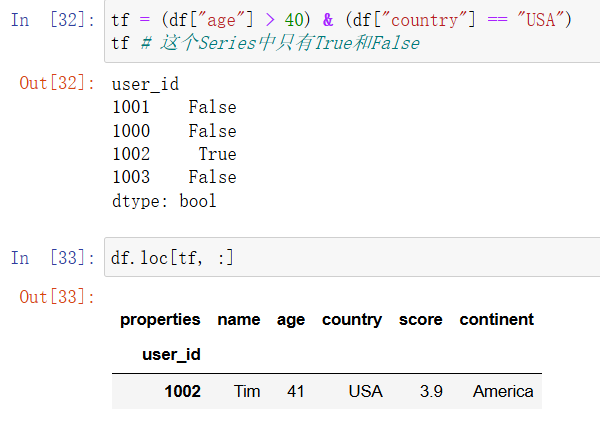 In [32]: tf = (df["age"] > 40) & (df["country"] == "USA")
tf # 这个Series中只有True和False
Out[32]: user_id
1001 False
1000 False
1002 True
1003 False
dtype: bool
In [33]: df.loc[tf, :]
Out[33]:
properties name age country score continent
user_id
1002 Tim 41 USA 3.9 America